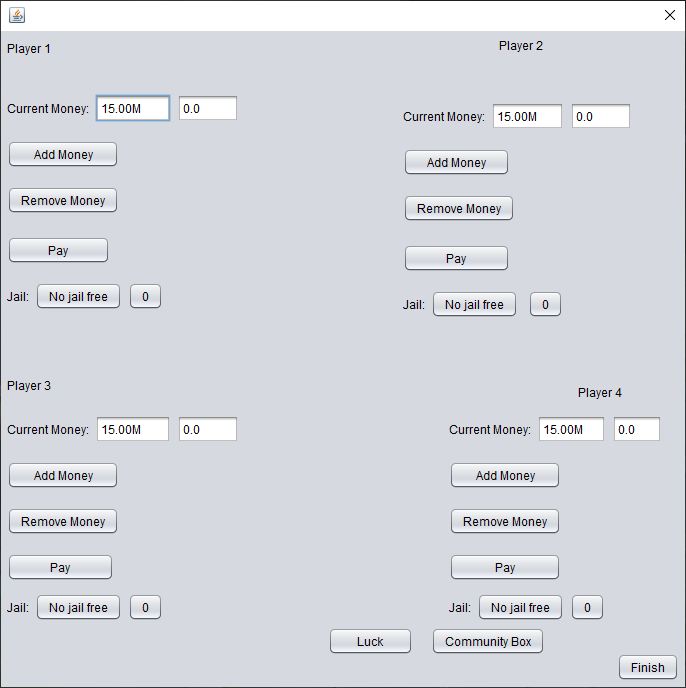 Player 1
Current Money: 15.00M 0.0
Add Money
Remove Money
Pay
Jail: No jail free 0
Player 2
Current Money: 15.00M 0.0
Add Money
Remove Money
Pay
Jail: No jail free 0
Player 3
Current Money: 15.00M 0.0
Add Money
Remove Money
Pay
Jail: No jail free 0
Player 4
Current Money: 15.00M 0.0
Add Money
Remove Money
Pay
Jail: No jail free 0
Luck Community Box
Finish